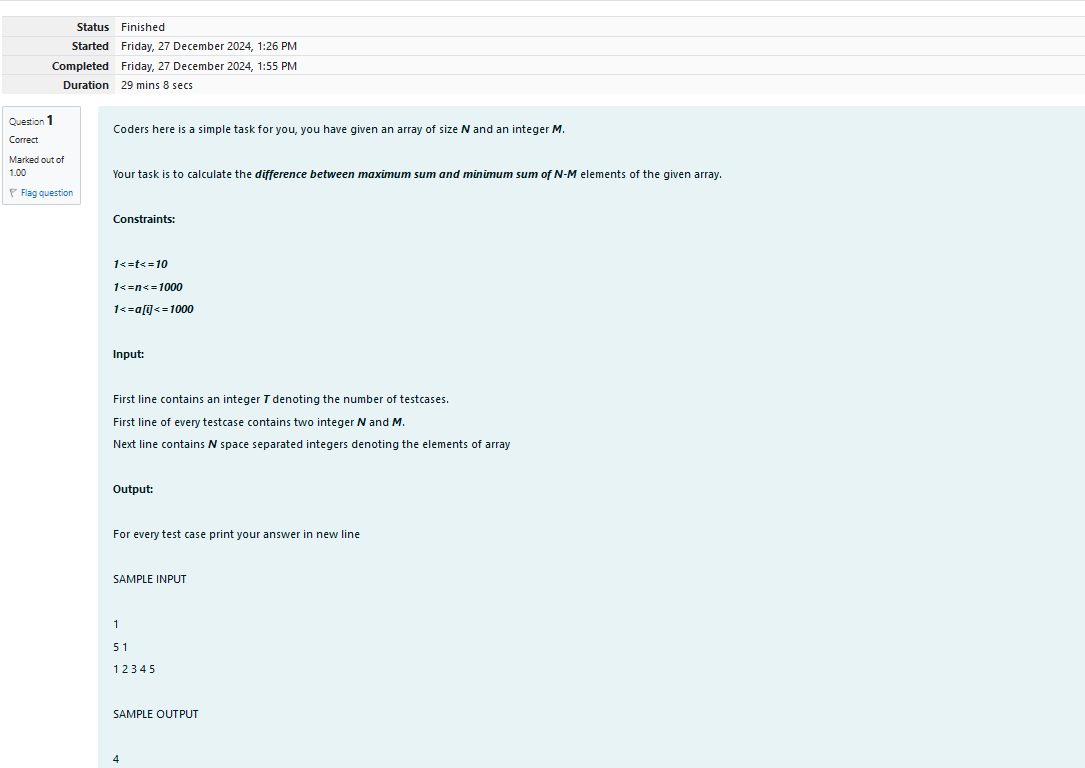 Status Finished
Started Friday, 27 December 2024, 1:26 PM
Completed Friday, 27 December 2024, 1:55 PM
Duration 29 mins 8 secs
Question 1
Correct
Marked out of
1.00
Flag question
Coders here is a simple task for you, you have given an array of size N and an integer M.
Your task is to calculate the difference between maximum sum and minimum sum of N-M elements of the given array.
Constraints:
1<=t<=10
1<=n<=1000
1<=a[i]<=1000
Input:
First line contains an integer T denoting the number of testcases.
First line of every testcase contains two integer N and M.
Next line contains N space separated integers denoting the elements of array
Output:
For every test case print your answer in new line
SAMPLE INPUT
1
5 1
1 2 3 4 5
SAMPLE OUTPUT
4